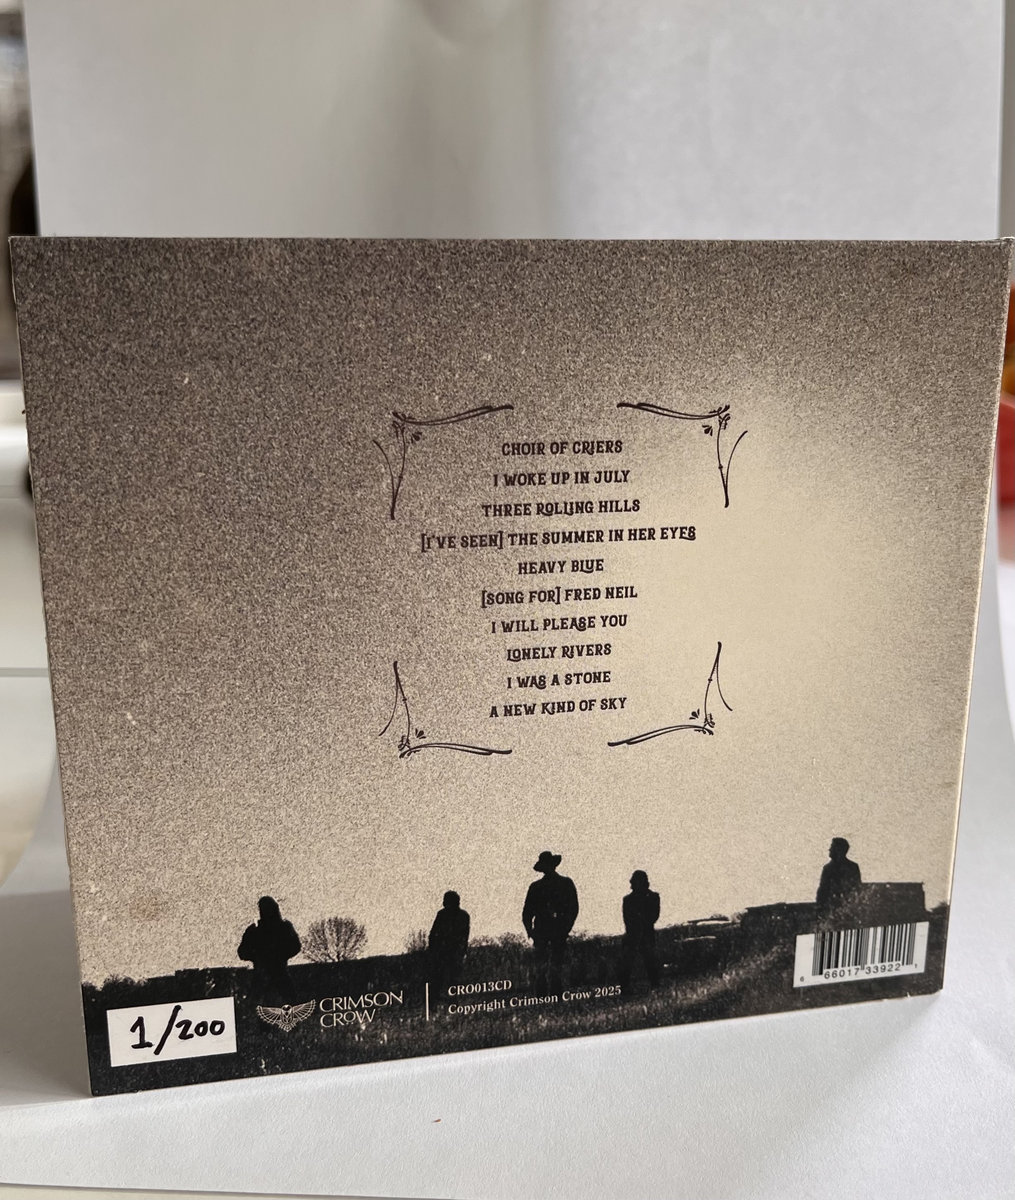 CHOIR OF CRIERS
I WOKE UP IN JULY
THREE ROLLING HILLS
[I'VE SEEN] THE SUMMER IN HER EYES
HEAVY BLUE
[SONG FOR] FRED NEIL
I WILL PLEASE YOU
LONELY RIVERS
I WAS A STONE
A NEW KIND OF SKY
1/200
CRIMSON
CROW
CRO013CD
Copyright Crimson Crow 2025
6 66017 33922 1